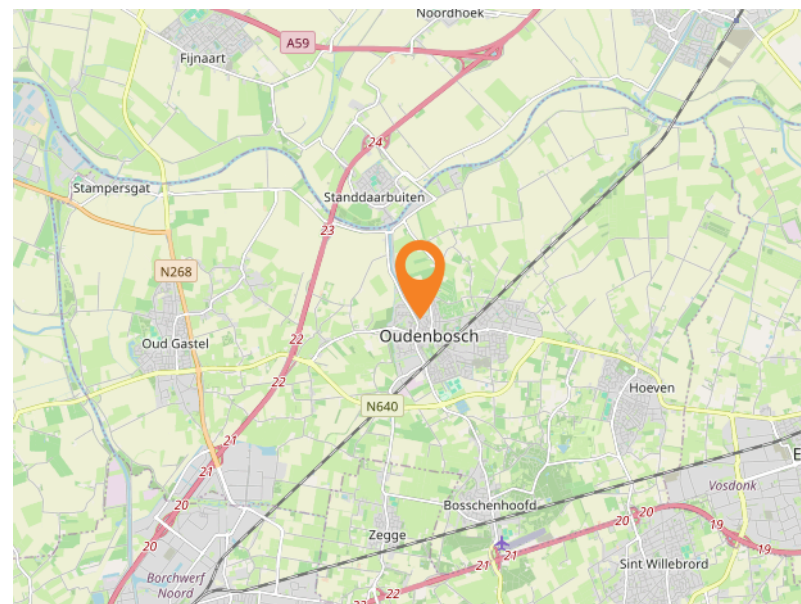 Noordhoek
A59
Fijnaart
24
Stampersgat
Standdaarbuiten
23
N268
Oudenbosch
22
Oud Gastel
22
Hoeven
N640
21
21
E
Vosdonk
20
Bosschenhoofd
20
20
19
19
Zegge
20
21
21
Sint Willebrord
Borchwerf
Noord
22
22